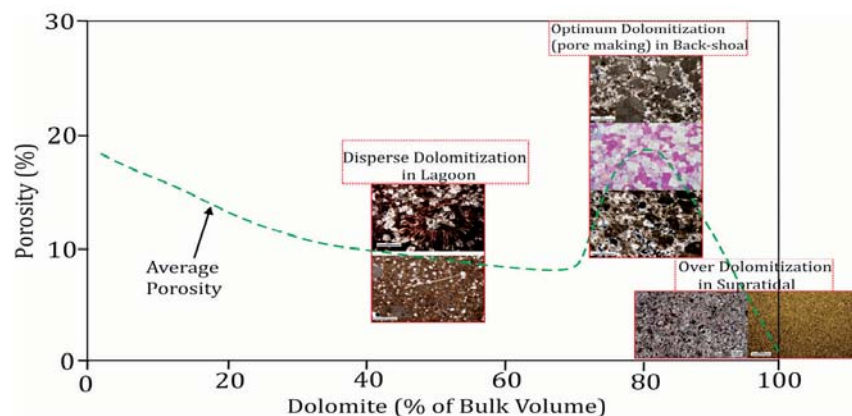 30
20
10
0
Porosity (%)
Optimum Dolomitization
(pore making) in Back-shoal
Disperse Dolomitization
in Lagoon
Average
Porosity
Over Dolomitization
in Supratidal
0
20
40
60
80
100
Dolomite (% of Bulk Volume)